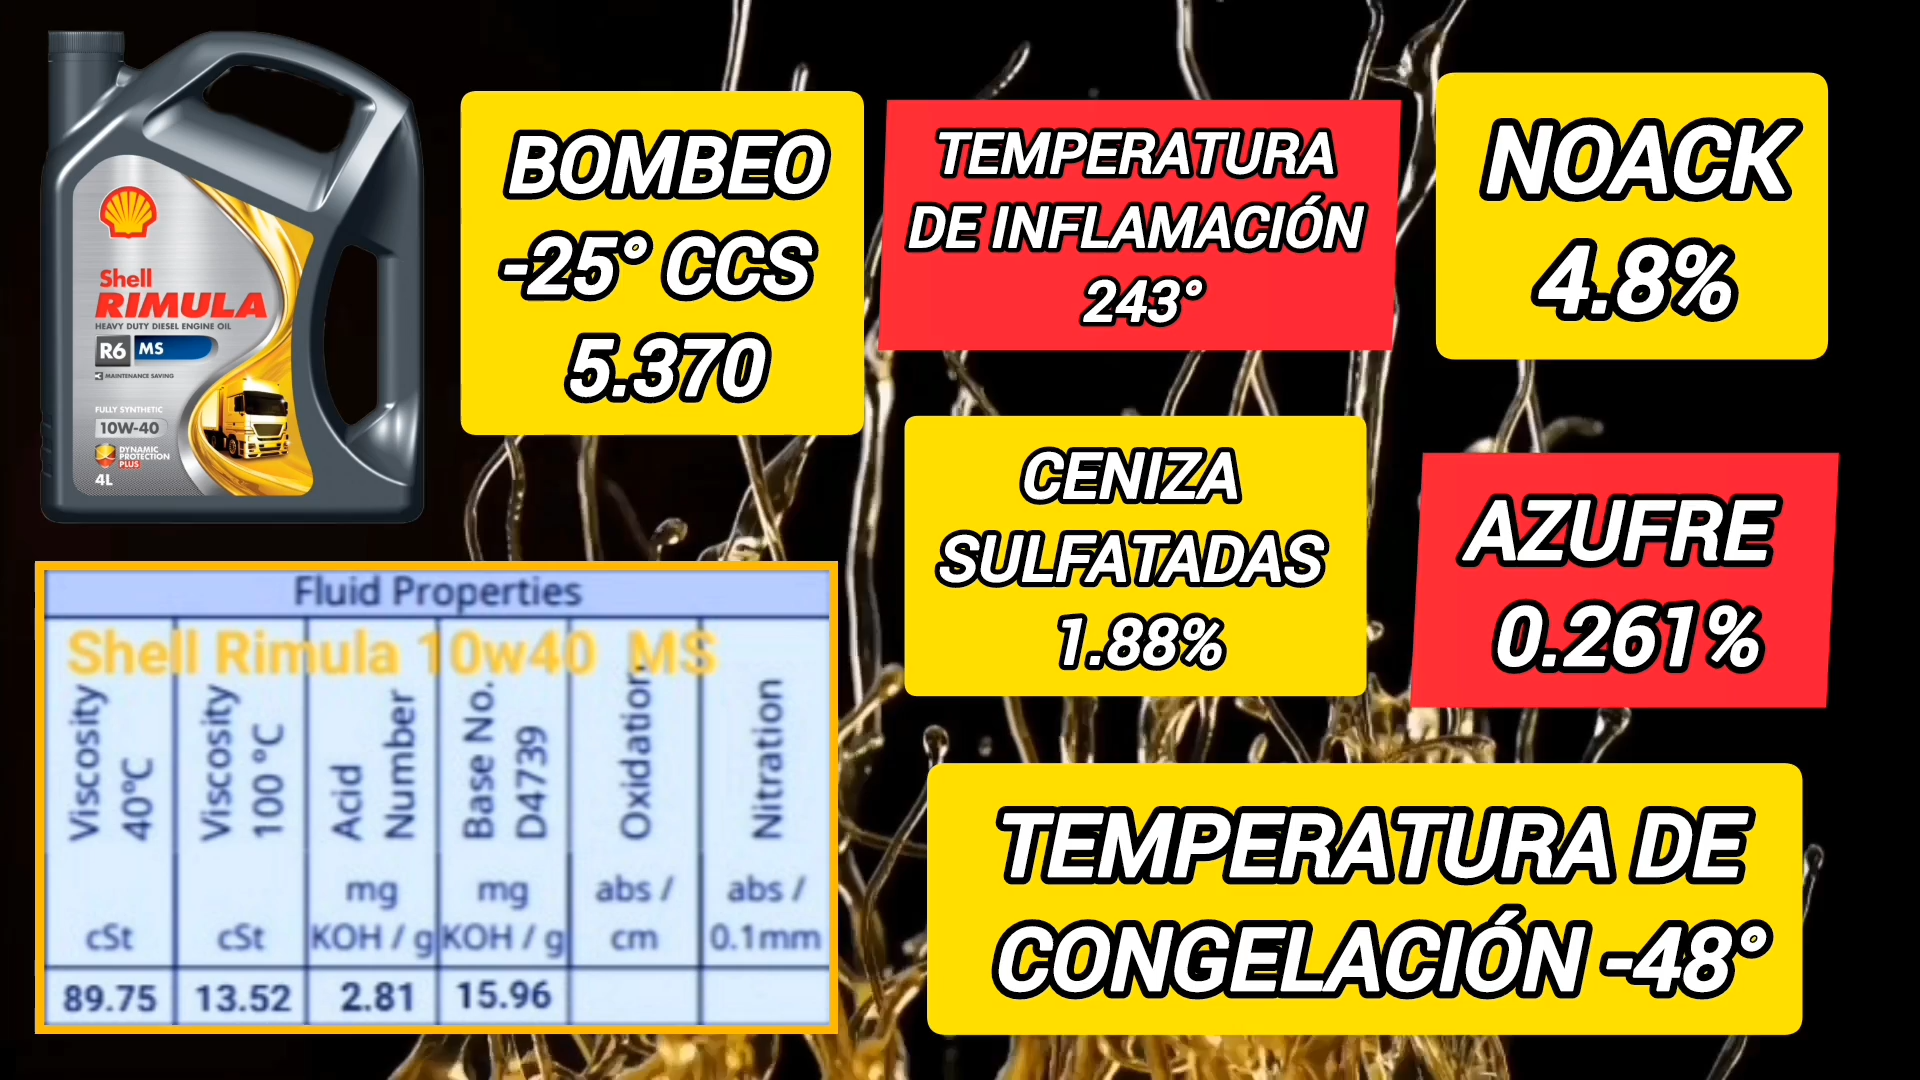 Shell
RIMULA
HEAVY DUTY DIESEL ENGINE OIL
R6 MS
MAINTENANCE SAVING
FULLY SYNTHETIC
10W-40
DYNAMIC
PROTECTION
PLUS
4L
BOMBEO
-25° CCS
5.370
TEMPERATURA
DE INFLAMACIÓN
243°
NOACK
4.8%
CENIZA
SULFATADAS
1.88%
AZUFRE
0.261%
TEMPERATURA DE
CONGELACIÓN -48°
Fluid Properties
Shell Rimula 10w40 MS
Viscosity
40°C
cSt
89.75
Viscosity
100 °C
cSt
13.52
Acid
Number
mg
KOH / g
2.81
Base No.
D4739
mg
KOH / g
15.96
Oxidation
abs /
cm
Nitration
abs /
0.1mm